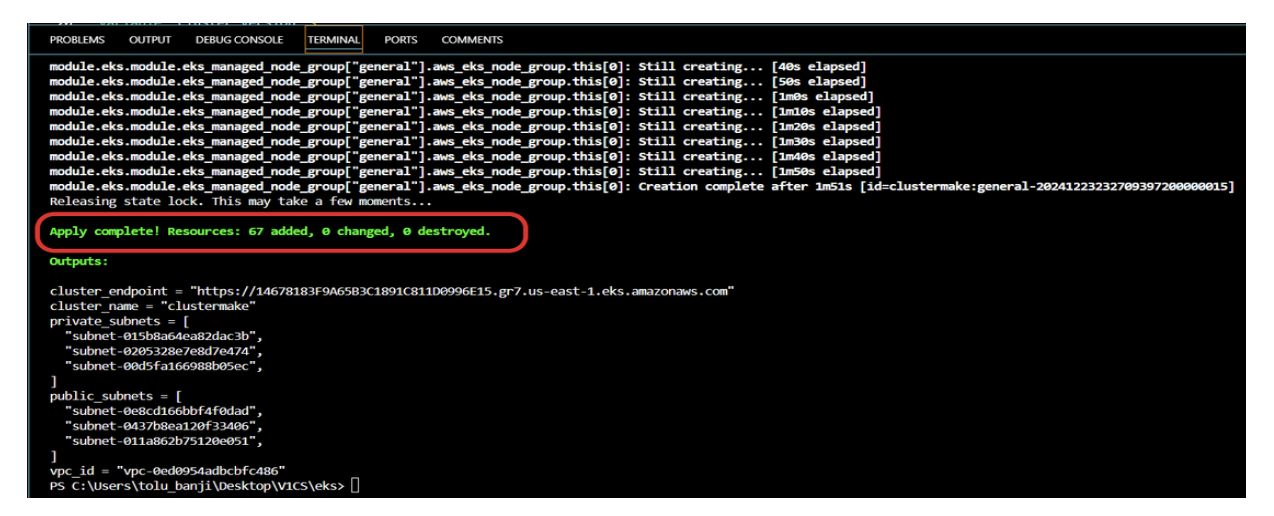 PROBLEMS OUTPUT DEBUG CONSOLE TERMINAL PORTS COMMENTS
module.eks.module.eks_managed_node_group["general"].aws_eks_node_group.this[0]: Still creating... [40s elapsed]
module.eks.module.eks_managed_node_group["general"].aws_eks_node_group.this[0]: Still creating... [50s elapsed]
module.eks.module.eks_managed_node_group["general"].aws_eks_node_group.this[0]: Still creating... [1m0s elapsed]
module.eks.module.eks_managed_node_group["general"].aws_eks_node_group.this[0]: Still creating... [1m10s elapsed]
module.eks.module.eks_managed_node_group["general"].aws_eks_node_group.this[0]: Still creating... [1m20s elapsed]
module.eks.module.eks_managed_node_group["general"].aws_eks_node_group.this[0]: Still creating... [1m30s elapsed]
module.eks.module.eks_managed_node_group["general"].aws_eks_node_group.this[0]: Still creating... [1m40s elapsed]
module.eks.module.eks_managed_node_group["general"].aws_eks_node_group.this[0]: Still creating... [1m50s elapsed]
module.eks.module.eks_managed_node_group["general"].aws_eks_node_group.this[0]: Creation complete after 1m51s [id=clustermake:general-20241223232709397200000015]
Releasing state lock. This may take a few moments...
Apply complete! Resources: 67 added, 0 changed, 0 destroyed.
Outputs:
cluster_endpoint = "https://14678183F9A65B3C1891C811D0996E15.gr7.us-east-1.eks.amazonaws.com"
cluster_name = "clustermake"
private_subnets = [
"subnet-015b8a64ea82dac3b",
"subnet-0205328e7e8d7e474",
"subnet-00d5fa166988b05ec",
]
public_subnets = [
"subnet-0e8cd166bbf4f0dad",
"subnet-0437b8ea120f33406",
"subnet-011a862b75120e051",
]
vpc_id = "vpc-0ed0954adbcbfc486"
PS C:\Users\tolu_banji\Desktop\V1CS\eks>